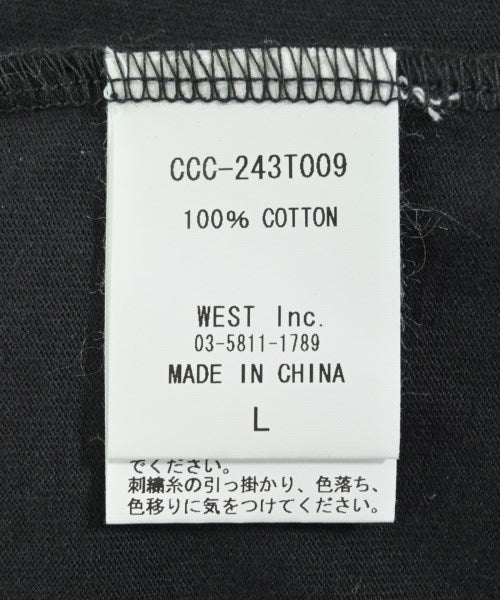 CCC-243T009
100% COTTON
WEST Inc.
03-5811-1789
MADE IN CHINA
L
でください。
刺繍糸の引っ掛かり、色落ち、
色移りに気をつけてください。